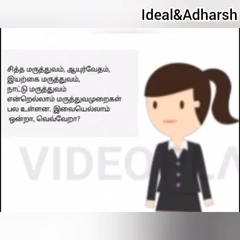 Ideal&Adharsh
சித்த மருத்துவம், ஆயுர்வேதம்,
இயற்கை மருத்துவம்,
நாட்டு மருத்துவம்
என்றெல்லாம் மருத்துவமுறைகள்
பல உள்ளன. இவையெல்லாம்
ஒன்றா, வெவ்வேறா?
VIDEO